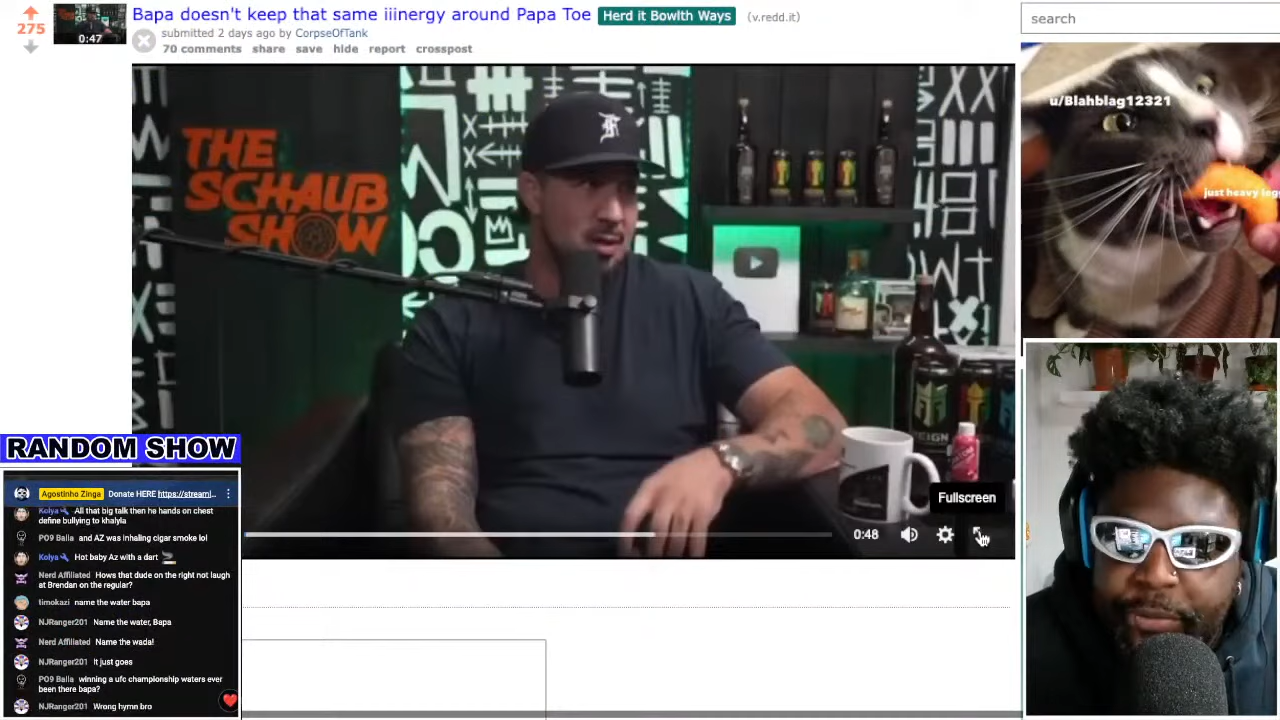 275
0:47
Bapa doesn't keep that same iiinergy around Papa Toe Herd it Bowlth Ways (v.redd.it)
submitted 2 days ago by CorpseOfTank
70 comments share save hide report crosspost
search
u/Blahblag12321
just heavy leg
THE
SCHAUB
SHOW
EIGN
Fullscreen
0:48
RANDOM SHOW
Agostinho Zinga Donate HERE https://streaml...
Kolya All that big talk then he hands on chest
define bullying to khalyla
PO9 Balla and AZ was inhaling cigar smoke lol
Kolya Hot baby Az with a dart
Nerd Affiliated Hows that dude on the right not laugh
at Brendan on the regular?
timokazi name the water bapa
NJRanger201 Name the water, Bapa
Nerd Affiliated Name the wada!
NJRanger201 It just goes
PO9 Balla winning a ufc championship waters ever
been there bapa?
NJRanger201 Wrong hymn bro